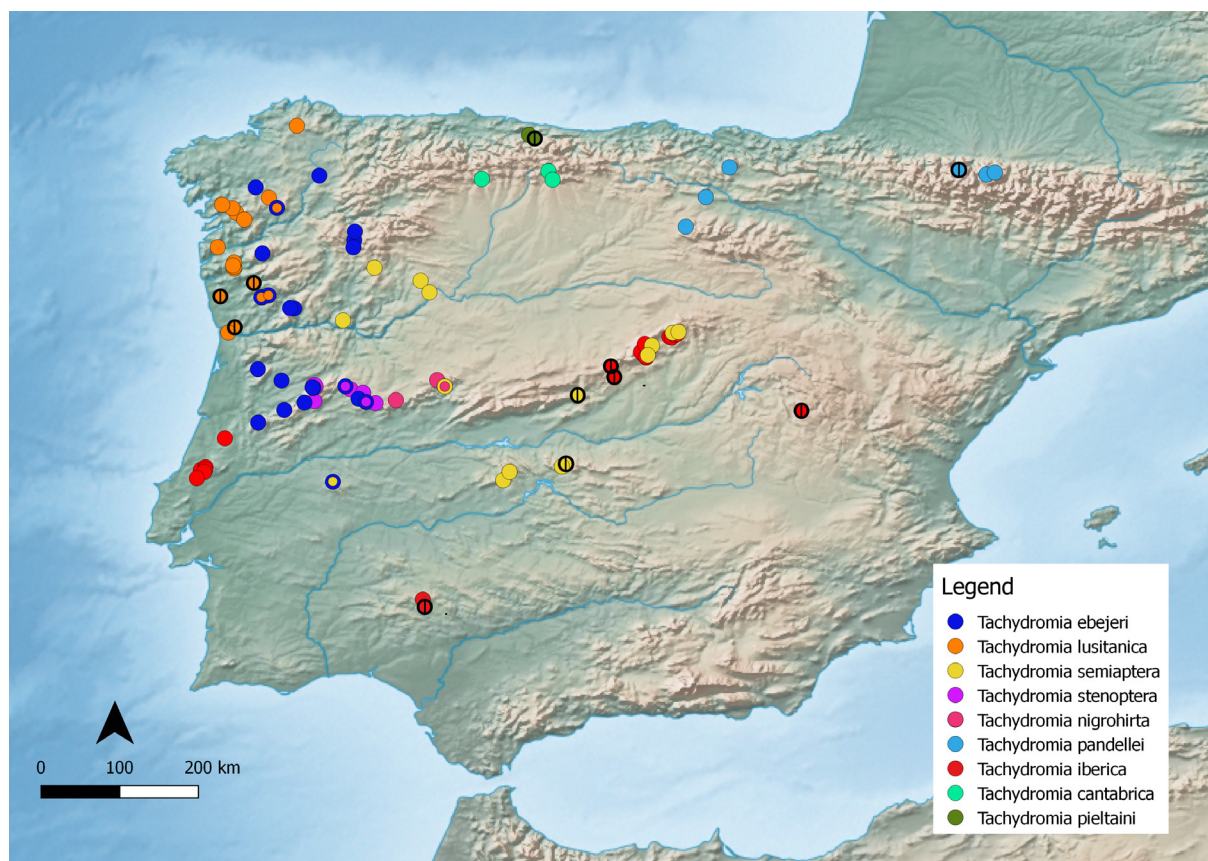 Legend
Tachydromia ebejeri
Tachydromia lusitanica
Tachydromia semiaptera
Tachydromia stenoptera
Tachydromia nigrohirta
Tachydromia pandellei
Tachydromia iberica
Tachydromia cantabrica
Tachydromia pieltaini
0 100 200 km